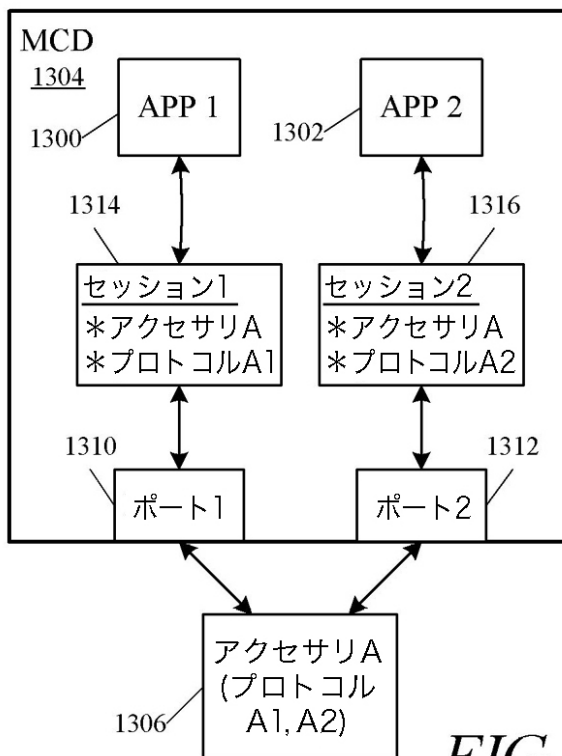 MCD
1304
APP 1
APP 2
1300
1302
1314
1316
セッション1
*アクセサリA
*プロトコルA1
セッション2
*アクセサリA
*プロトコルA2
1310
1312
ポート1
ポート2
アクセサリA
(プロトコル
A1, A2)
1306
FIG